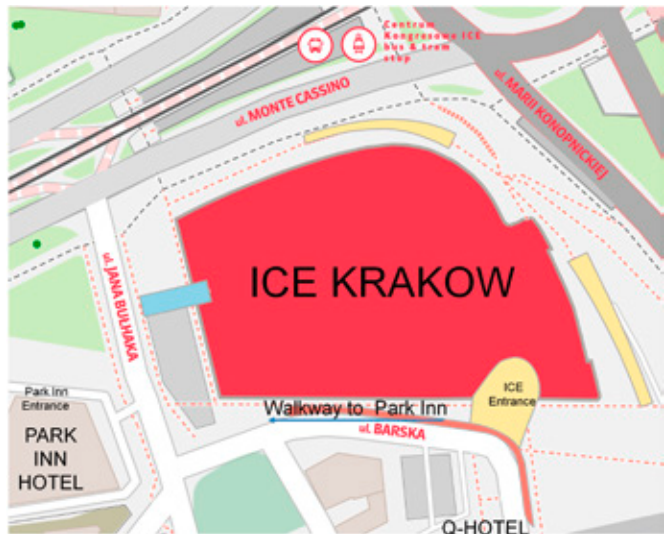 Centrum
Kongresowe ICE
bus & tram
stop
ul. MONTE CASSINO
ul. MARII KONOPNICKIEJ
ul. JANA BULHAKA
ICE KRAKOW
Park Inn
Entrance
PARK
INN
HOTEL
Walkway to Park Inn
ul. BARSKA
ICE
Entrance
Q-HOTEL